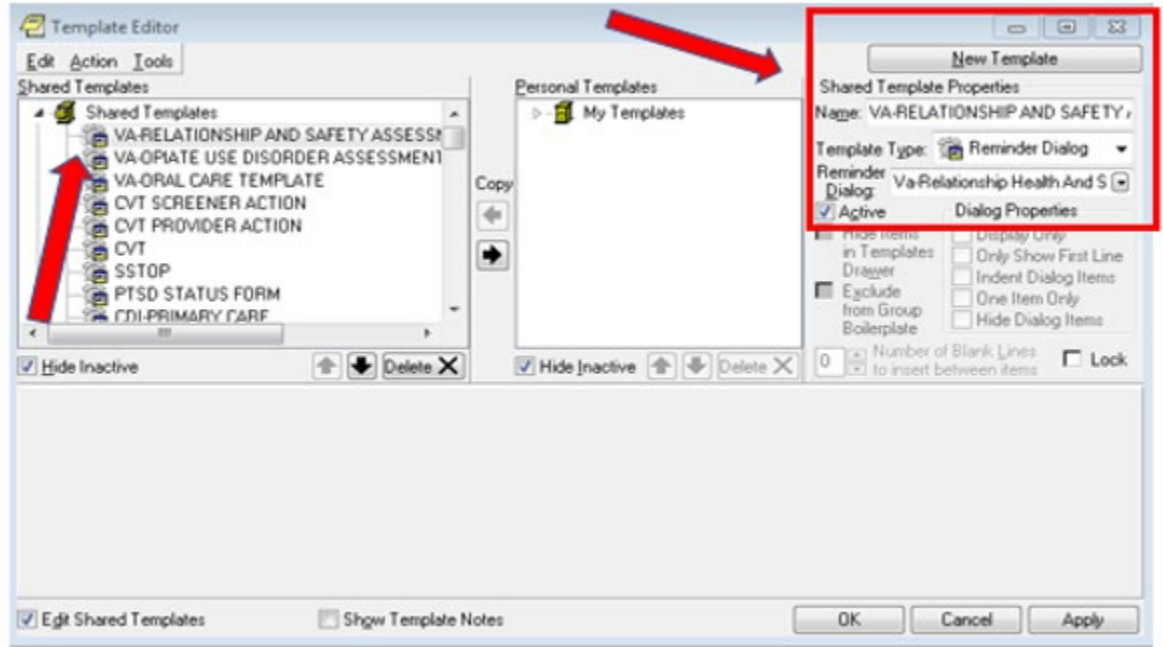 Template Editor
Edit Action Tools
New Template
Shared Templates
Personal Templates
Shared Template Properties
Shared Templates
VA-RELATIONSHIP AND SAFETY ASSESSM
VA-OPIATE USE DISORDER ASSESSMENT
VA-ORAL CARE TEMPLATE
CVT SCREENER ACTION
CVT PROVIDER ACTION
CVT
SSTOP
PTSD STATUS FORM
CDI-PRIMARY CARE
Copy
My Templates
Name: VA-RELATIONSHIP AND SAFETY
Template Type: Reminder Dialog
Reminder Dialog: Va-Relationship Health And S
Active
Dialog Properties
Hide Items in Templates Drawer
Display Only
Only Show First Line
Indent Dialog Items
Exclude from Group Boilerplate
One Item Only
Hide Dialog Items
Hide Inactive
Delete
Hide Inactive
Delete
0 Number of Blank Lines to insert between items
Lock
Edit Shared Templates
Show Template Notes
OK
Cancel
Apply